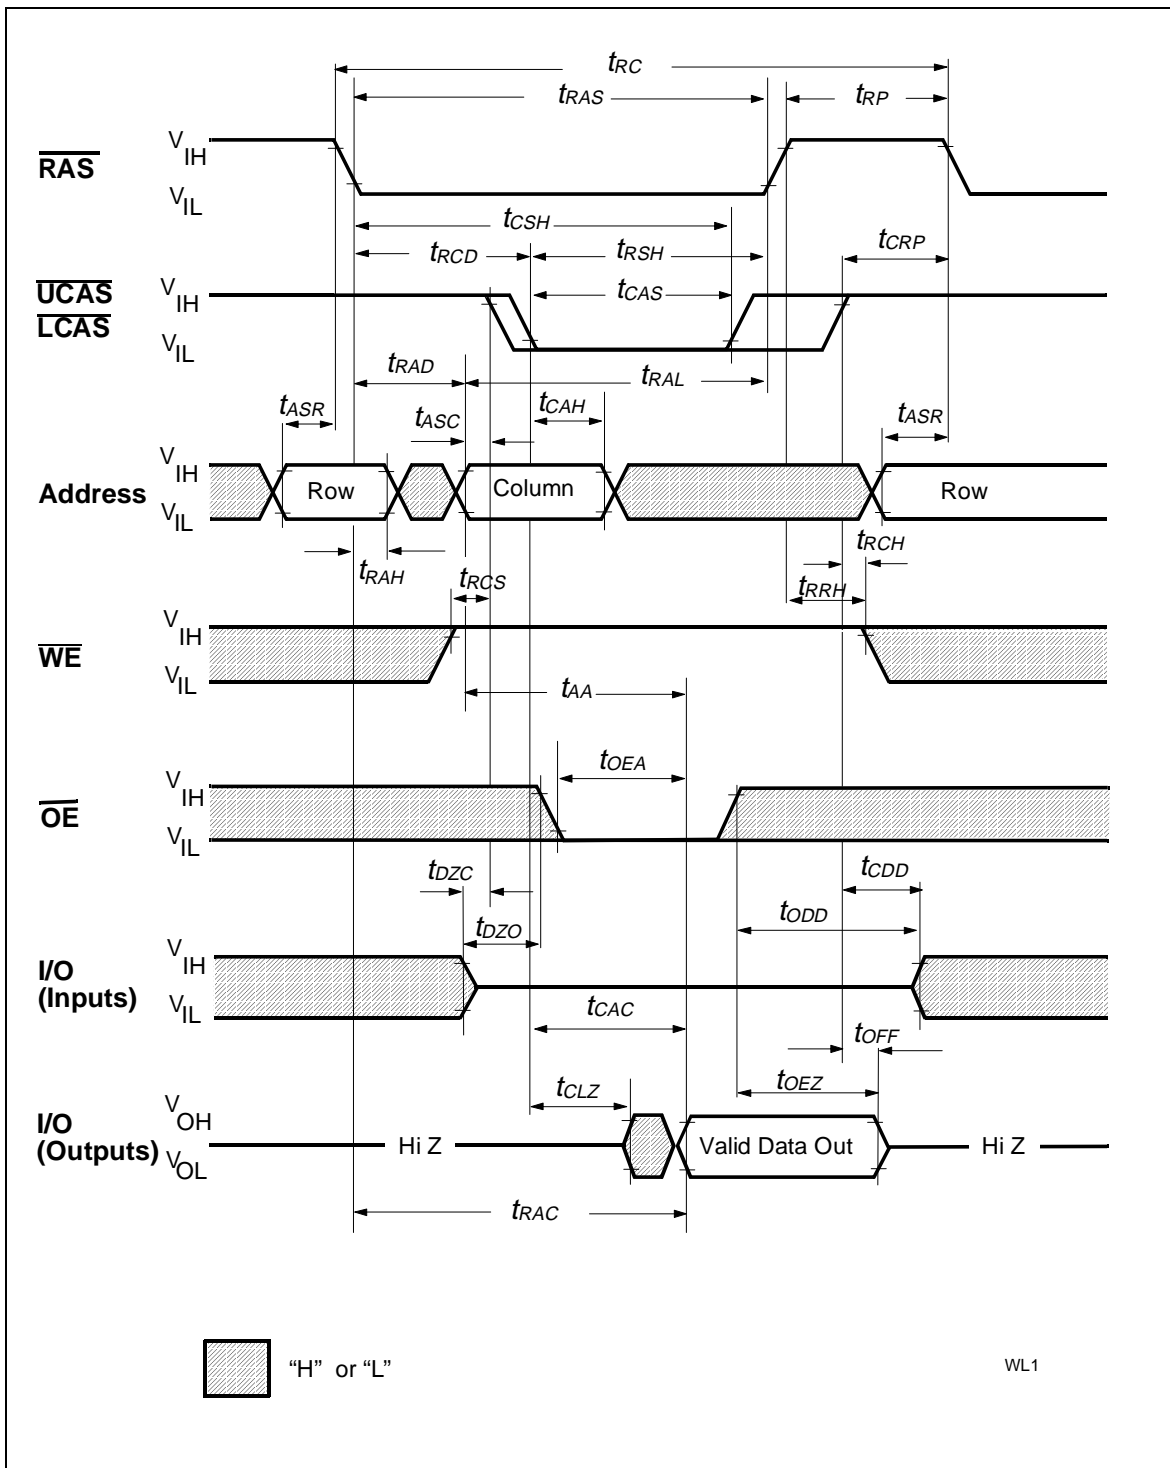 tRC
tRAS
tRP
RAS
VIH
VIL
tCSH
tRCD
tRSH
tCRP
UCAS
LCAS
VIH
VIL
tCAS
tRAD
tRAL
tASR
tASC
tCAH
tASR
Address
VIH
VIL
Row
Column
Row
tRAH
tRCS
tRCH
tRRH
WE
VIH
VIL
tAA
tOEA
OE
VIH
VIL
tDZC
tCDD
tDZO
tODD
I/O
(Inputs)
VIH
VIL
tCAC
tOFF
tCLZ
tOEZ
I/O
(Outputs)
VOH
VOL
Hi Z
Valid Data Out
Hi Z
tRAC
“H” or “L”
WL1